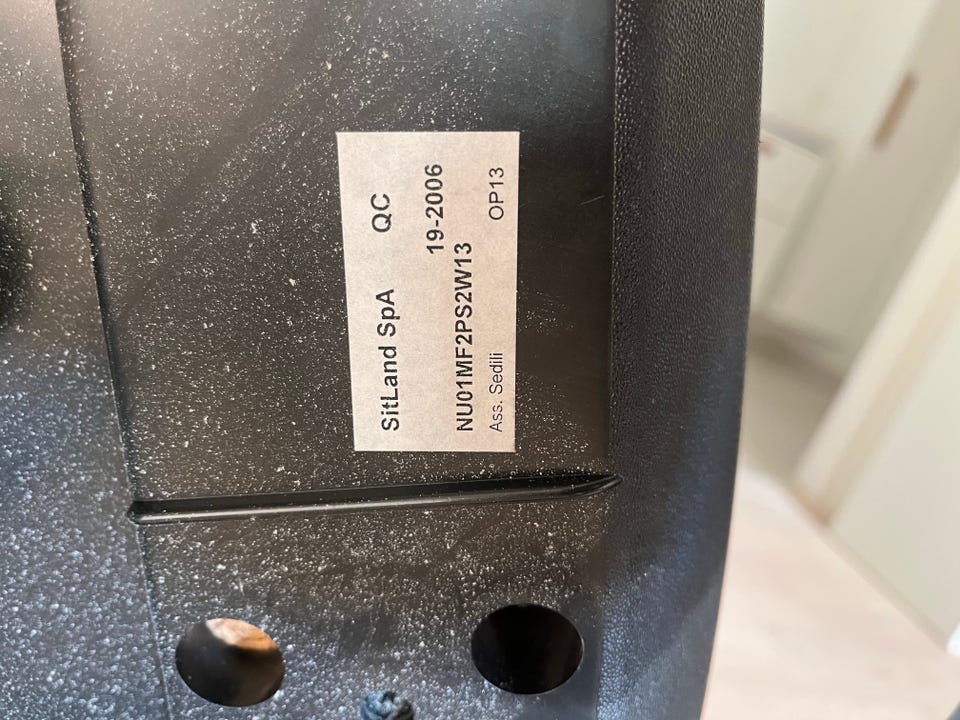 SitLand SpA QC
19-2006
NU01MF2PS2W13
Ass. Sedili OP13